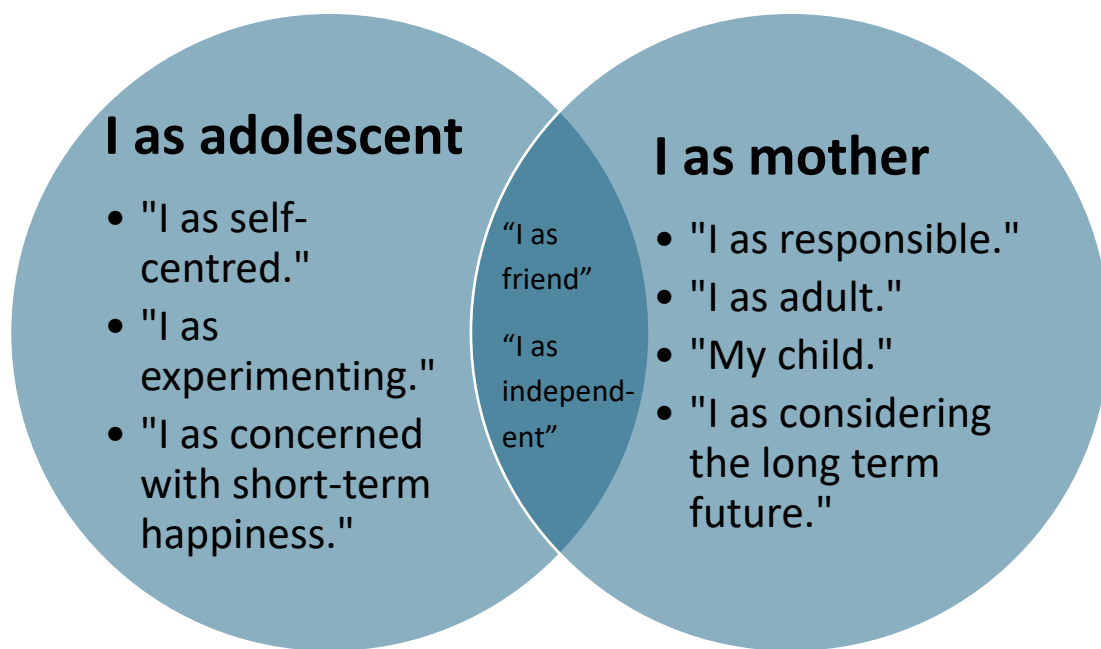 I as adolescent
• "I as self-
centred."
• "I as
experimenting."
• "I as concerned
with short-term
happiness."
“I as
friend”
“I as
independ-
ent”
I as mother
• "I as responsible."
• "I as adult."
• "My child."
• "I as considering
the long term
future."